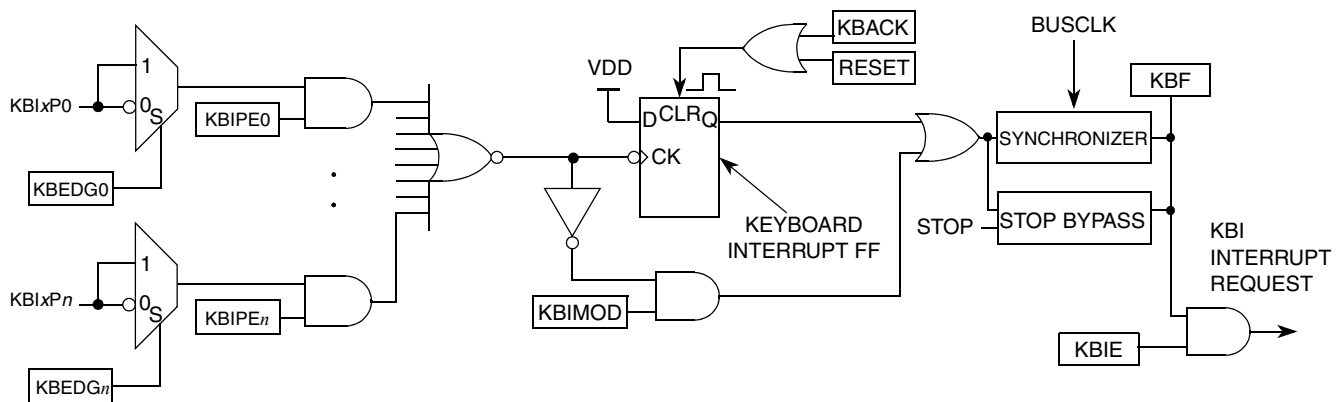 KBIxP0
1
0
S
KBIPE0
KBEDG0
KBIxPn
1
0
S
KBIPEn
KBEDGn
VDD
D
CLR
Q
CK
KBACK
RESET
KEYBOARD
INTERRUPT FF
KBIMOD
BUSCLK
SYNCHRONIZER
KBF
STOP
STOP BYPASS
KBI
INTERRUPT
REQUEST
KBIE